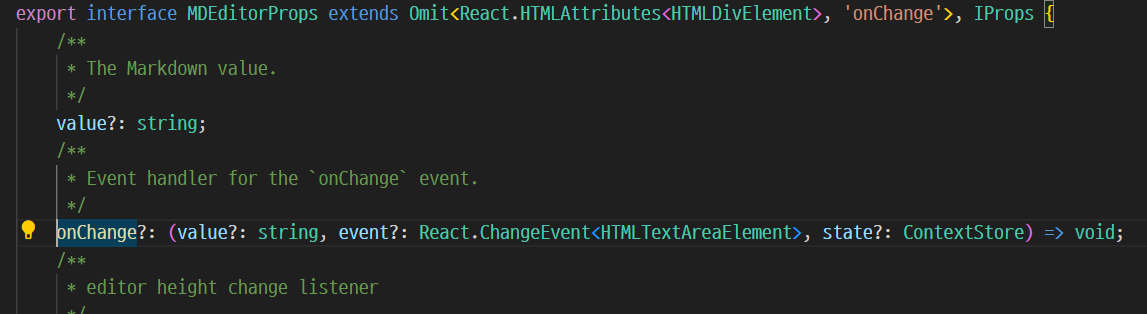 export interface MDEditorProps extends Omit<React.HTMLAttributes<HTMLDivElement>, 'onChange'>, IProps {
/**
* The Markdown value.
*/
value?: string;
/**
* Event handler for the `onChange` event.
*/
onChange?: (value?: string, event?: React.ChangeEvent<HTMLTextAreaElement>, state?: ContextStore) => void;
/**
* editor height change listener
*/